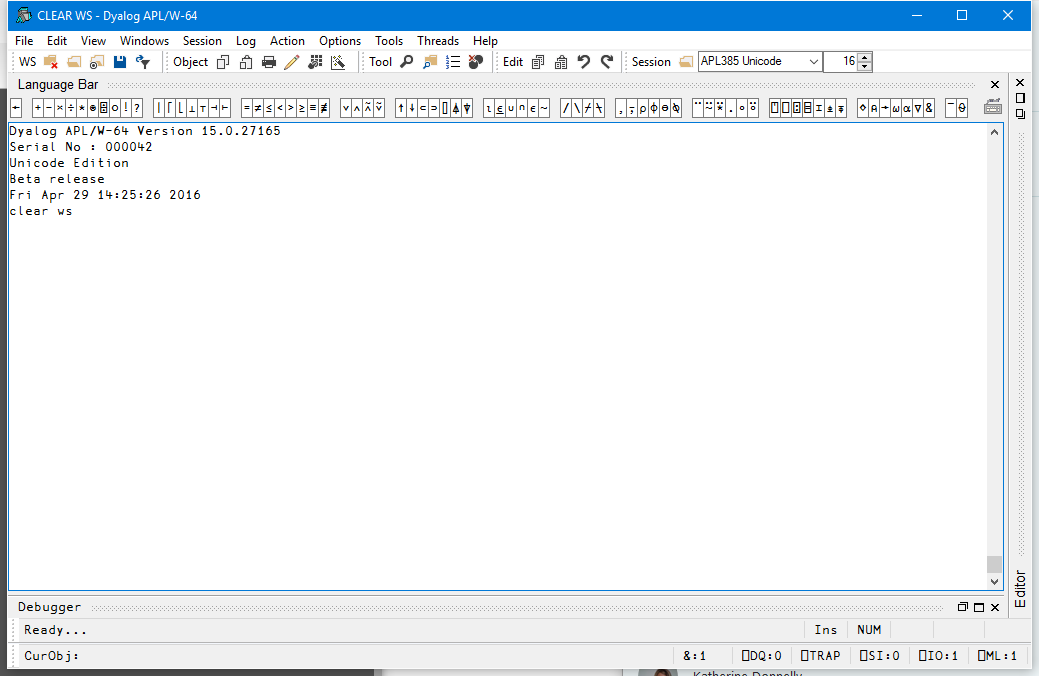 CLEAR WS - Dyalog APL/W-64
File Edit View Windows Session Log Action Options Tools Threads Help
WS Object Tool Edit Session APL385 Unicode 16
Language Bar
← + - × ÷ * ⍟ ⌹ ○ ! ? | ⌈ ⌊ ⊥ ⊤ ⊣ ⊢ = ≠ ≤ < > ≥ ≡ ≢ ∨ ∧ ⍲ ⍱ ↑ ↓ ⊂ ⊃ ⌷ ⍋ ⍒ ⍳ ⍷ ∪ ∩ ∊ ~ / \ ⌿ ⍀ , ⍪ ⍴ ⌽ ⊖ ⍉ ¨ ⍨ ⍣ . ∘ ⍤ ⍞ ⎕ ⍠ ⌸ ⌶ ⍎ ⍕ ⋄ ⍝ → ⍵ ⍺ ∇ & ¯ ⍬
Dyalog APL/W-64 Version 15.0.27165
Serial No : 000042
Unicode Edition
Beta release
Fri Apr 29 14:25:26 2016
clear ws
Editor
Debugger
Ready... Ins NUM
CurObj: &:1 ⎕DQ:0 ⎕TRAP ⎕SI:0 ⎕IO:1 ⎕ML:1
Katherine Donnelly